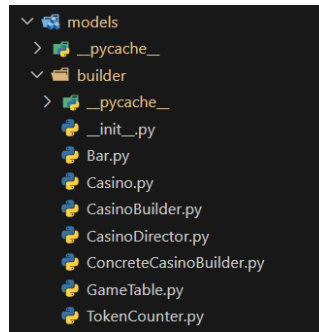 models
__pycache__
builder
__pycache__
__init__.py
Bar.py
Casino.py
CasinoBuilder.py
CasinoDirector.py
ConcreteCasinoBuilder.py
GameTable.py
TokenCounter.py